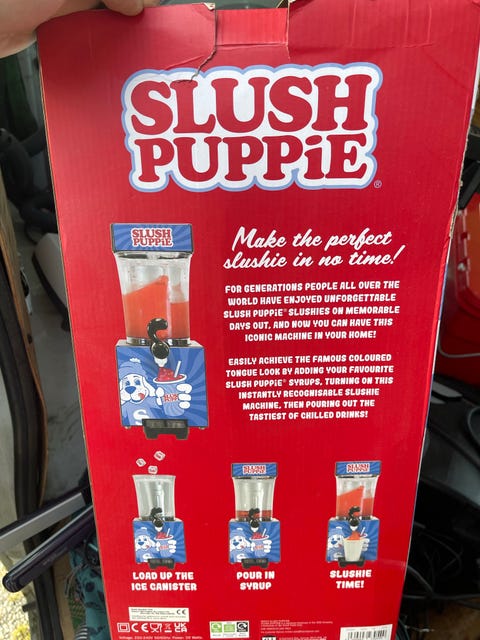 SLUSH
PUPPiE®
SLUSH
PUPPiE
Make the perfect
slushie in no time!
FOR GENERATIONS PEOPLE ALL OVER THE
WORLD HAVE ENJOYED UNFORGETTABLE
SLUSH PUPPiE® SLUSHIES ON MEMORABLE
DAYS OUT, AND NOW YOU CAN HAVE THIS
ICONIC MACHINE IN YOUR HOME!
EASILY ACHIEVE THE FAMOUS COLOURED
TONGUE LOOK BY ADDING YOUR FAVOURITE
SLUSH PUPPiE® SYRUPS, TURNING ON THIS
INSTANTLY RECOGNISABLE SLUSHIE
MACHINE, THEN POURING OUT THE
TASTIEST OF CHILLED DRINKS!
SLUSH
PUPPiE
SLUSH
PUPPiE
LOAD UP THE
ICE CANISTER
POUR IN
SYRUP
SLUSHIE
TIME!
CE
CE
UK
CA